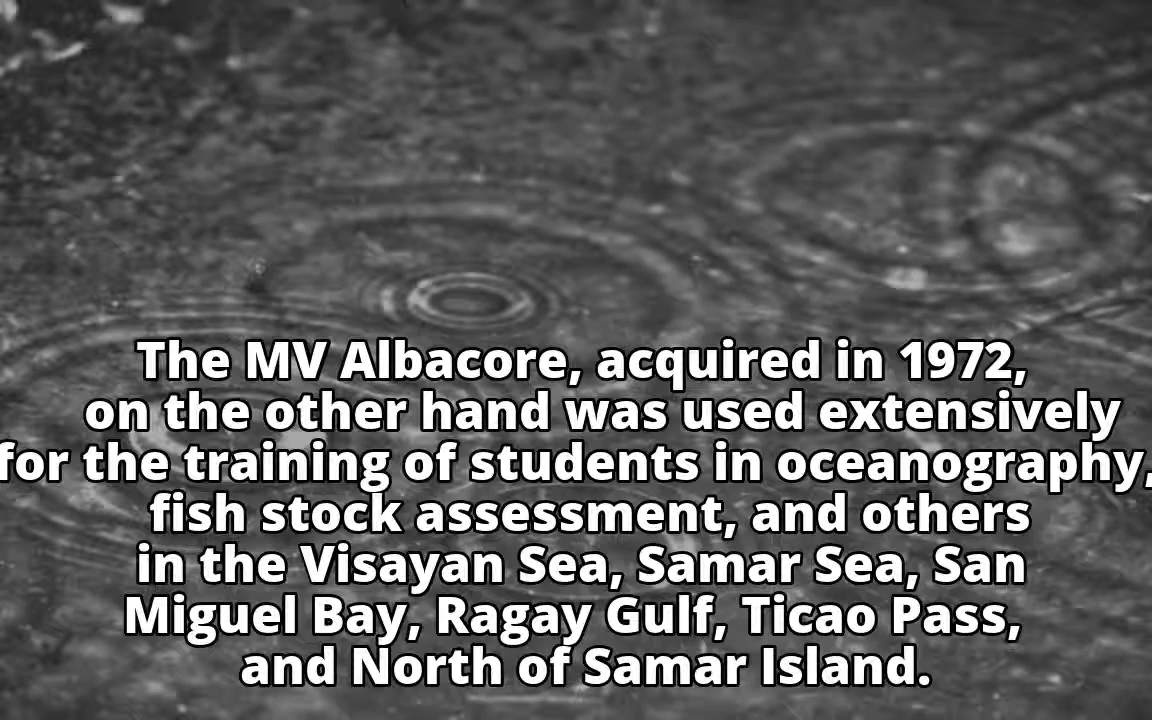 The MV Albacore, acquired in 1972,
on the other hand was used extensively
for the training of students in oceanography,
fish stock assessment, and others
in the Visayan Sea, Samar Sea, San
Miguel Bay, Ragay Gulf, Ticao Pass,
and North of Samar Island.